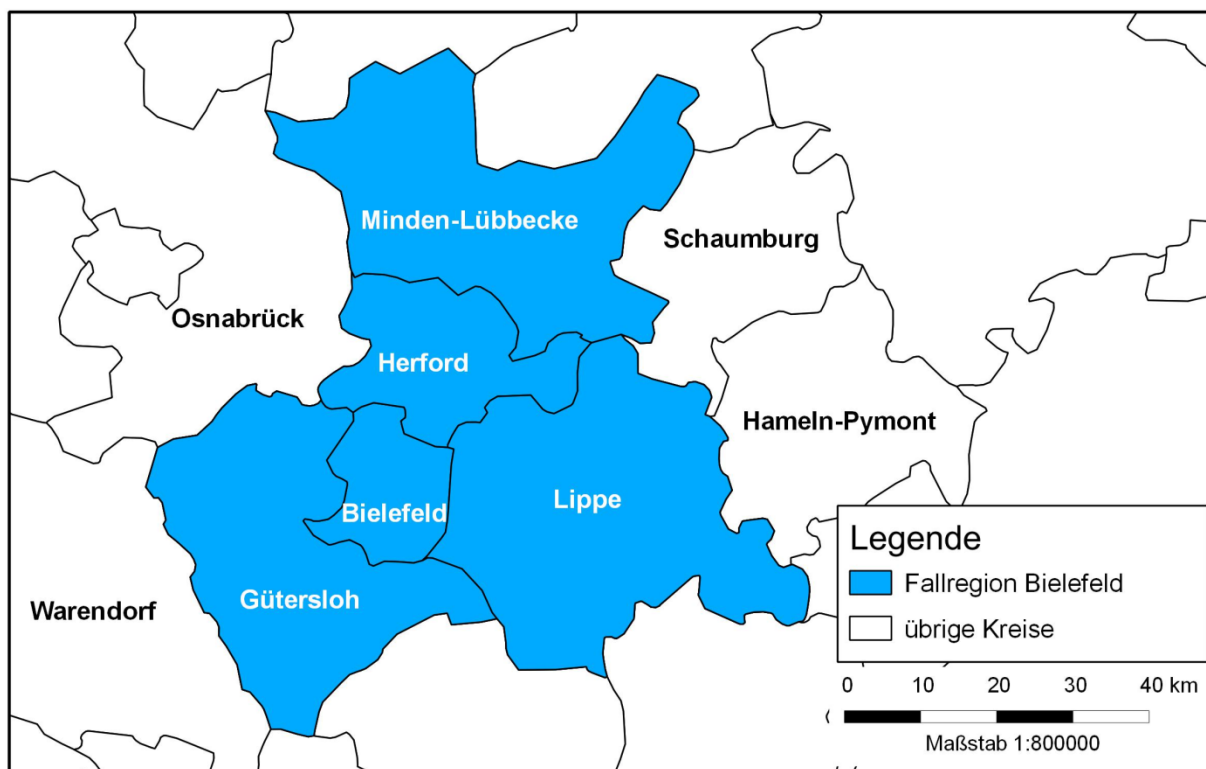 Minden-Lübbecke
Schaumburg
Osnabrück
Herford
Hameln-Pymont
Lippe
Bielefeld
Gütersloh
Warendorf
Legende
Fallregion Bielefeld
übrige Kreise
0 10 20 30 40 km
Maßstab 1:800000